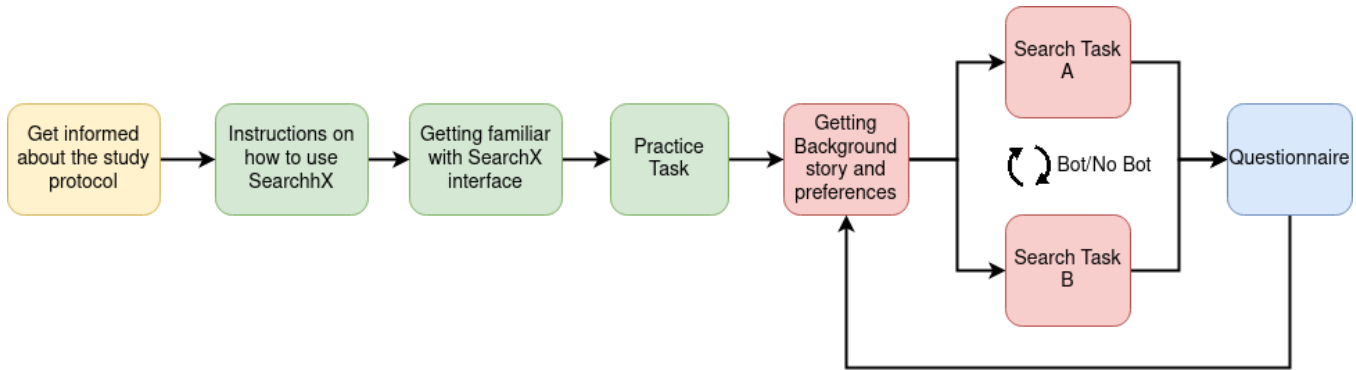 Get informed
about the study
protocol
Instructions on
how to use
SearchhX
Getting familiar
with SearchX
interface
Practice
Task
Getting
Background
story and
preferences
Search Task
A
Bot/No Bot
Search Task
B
Questionnaire